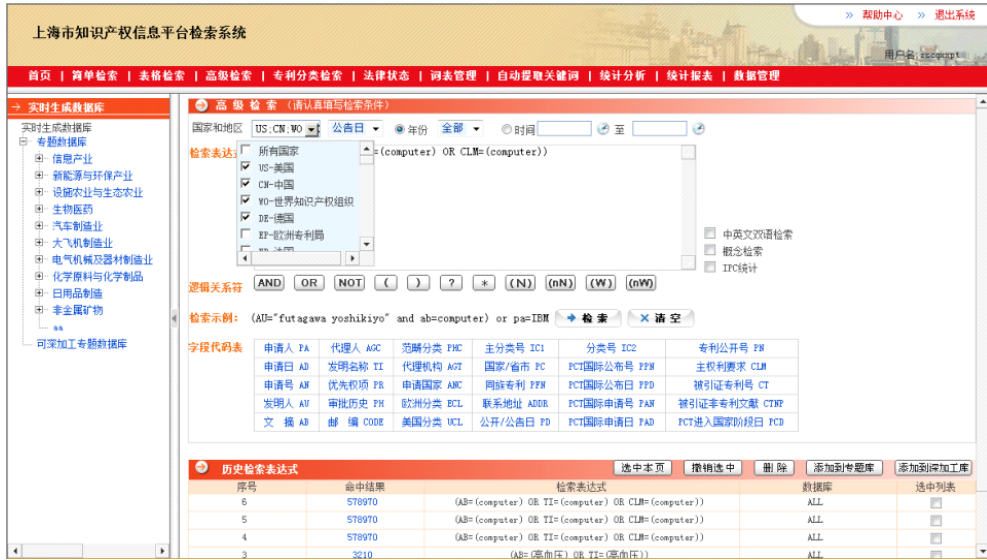 » 帮助中心 » 退出系统
上海市知识产权信息平台检索系统
用户名:
首页 | 简单检索 | 表格检索 | 高级检索 | 专利分类检索 | 法律状态 | 词表管理 | 自动提取关键词 | 统计分析 | 统计报表 | 数据管理
→ 实时生成数据库
实时生成数据库
专题数据库
信息产业
新能源与环保产业
设施农业与生态农业
生物医药
汽车制造业
大飞机制造业
电气机械及器材制造业
化学原料与化学制品
日用品制造
非金属矿物
aa
可深加工专题数据库
高 级 检 索 (请认真填写检索条件)
国家和地区 US;CN;WO 公告日 年份 全部 时间 至
检索表达 =(computer) OR CLM=(computer))
所有国家
US-美国
CN-中国
WO-世界知识产权组织
DE-德国
EP-欧洲专利局
中英文双语检索
概念检索
IPC统计
逻辑关系符 AND OR NOT ( ) ? * (N) (nN) (W) (nW)
检索示例: (AU="futagawa yoshikiyo" and ab=computer) or pa=IBM 检 索 清 空
字段代码表
申请人 PA 代理人 AGC 范畴分类 PHC 主分类号 IC1 分类号 IC2 专利公开号 PN
申请日 AD 发明名称 TI 代理机构 AGT 国家/省市 PC PCT国际公布号 PPN 主权利要求 CLM
申请号 AN 优先权项 PR 申请国家 ANC 同族专利 PFN PCT国际公布日 PPD 被引证专利号 CT
发明人 AU 审批历史 PH 欧洲分类 ECL 联系地址 ADDR PCT国际申请号 PAN 被引证非专利文献 CTNP
文 摘 AB 邮 编 CODE 美国分类 UCL 公开/公告日 PD PCT国际申请日 PAD PCT进入国家阶段日 PCD
历史检索表达式 选中本页 撤销选中 删 除 添加到专题库 添加到深加工库
序号 命中结果 检索表达式 数据库 选中列表
6 578970 (AB=(computer) OR TI=(computer) OR CLM=(computer)) ALL
5 578970 (AB=(computer) OR TI=(computer) OR CLM=(computer)) ALL
4 578970 (AB=(computer) OR TI=(computer) OR CLM=(computer)) ALL
3 3210 (AB=(高血压) OR TI=(高血压)) ALL